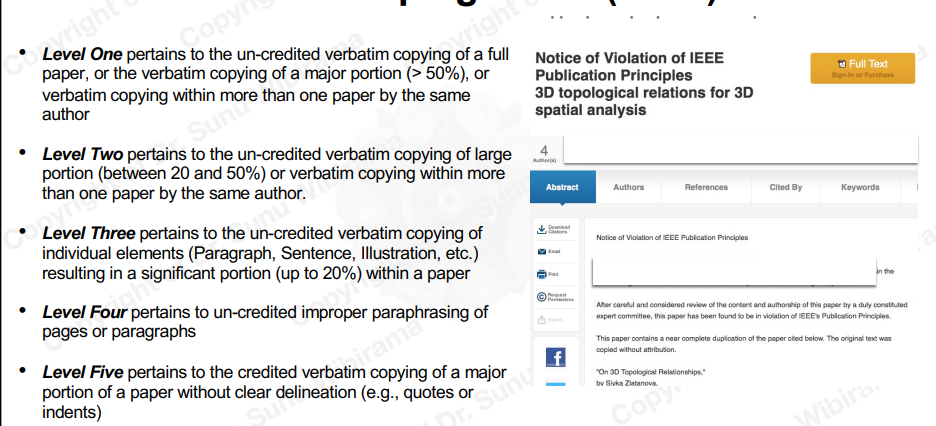 • Level One pertains to the un-credited verbatim copying of a full
paper, or the verbatim copying of a major portion (> 50%), or
verbatim copying within more than one paper by the same
author
• Level Two pertains to the un-credited verbatim copying of large
portion (between 20 and 50%) or verbatim copying within more
than one paper by the same author.
• Level Three pertains to the un-credited verbatim copying of
individual elements (Paragraph, Sentence, Illustration, etc.)
resulting in a significant portion (up to 20%) within a paper
• Level Four pertains to un-credited improper paraphrasing of
pages or paragraphs
• Level Five pertains to the credited verbatim copying of a major
portion of a paper without clear delineation (e.g., quotes or
indents)
Notice of Violation of IEEE
Publication Principles
3D topological relations for 3D
spatial analysis
Full Text
Sign-In or Purchase
4
Author(s)
Abstract Authors References Cited By Keywords
Download
Citations
Email
Print
Request
Permissions
Export
Notice of Violation of IEEE Publication Principles
in the
After careful and considered review of the content and authorship of this paper by a duly constituted
expert committee, this paper has been found to be in violation of IEEE's Publication Principles.
This paper contains a near complete duplication of the paper cited below. The original text was
copied without attribution.
"On 3D Topological Relationships,"
by Sivka Zlatanova,